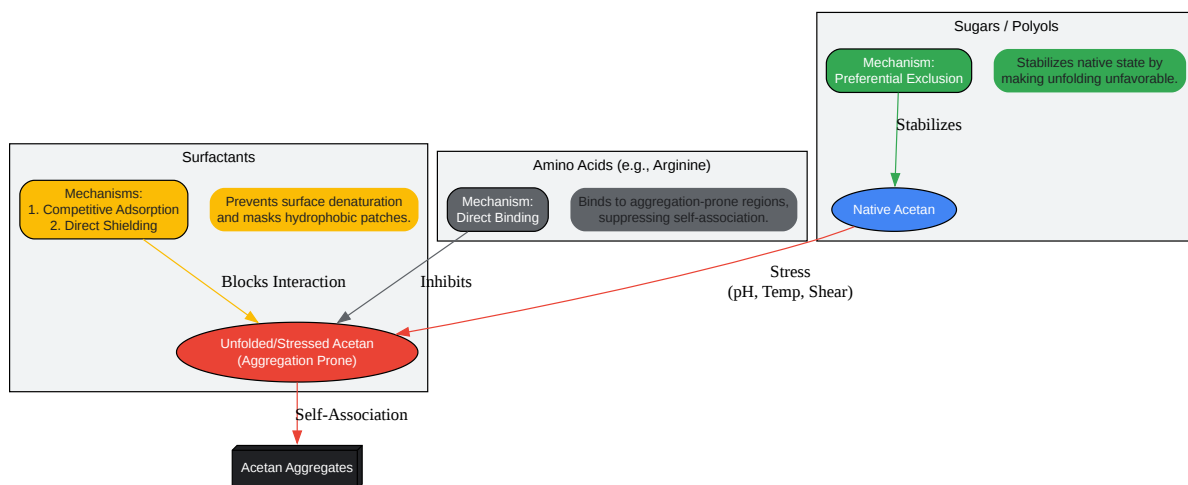 Sugars / Polyols
Mechanism:
Preferential Exclusion
Stabilizes native state by
making unfolding unfavorable.
Stabilizes
Native Acetan
Surfactants
Mechanisms:
1. Competitive Adsorption
2. Direct Shielding
Prevents surface denaturation
and masks hydrophobic patches.
Amino Acids (e.g., Arginine)
Mechanism:
Direct Binding
Binds to aggregation-prone regions,
suppressing self-association.
Blocks Interaction
Inhibits
Stress
(pH, Temp, Shear)
Unfolded/Stressed Acetan
(Aggregation Prone)
Self-Association
Acetan Aggregates